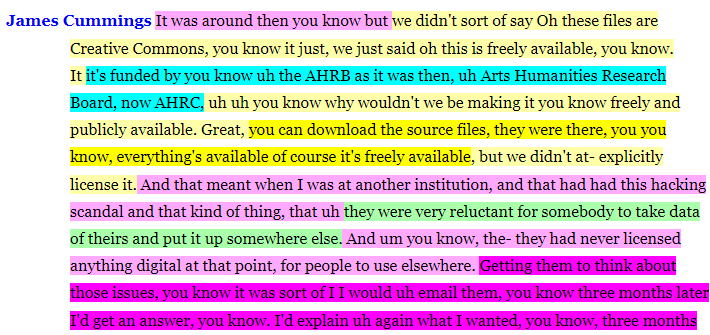 James Cummings It was around then you know but we didn't sort of say Oh these files are
Creative Commons, you know it just, we just said oh this is freely available, you know.
It it's funded by you know uh the AHRB as it was then, uh Arts Humanities Research
Board, now AHRC, uh uh you know why wouldn't we be making it you know freely and
publicly available. Great, you can download the source files, they were there, you you
know, everything's available of course it's freely available, but we didn't at- explicitly
license it. And that meant when I was at another institution, and that had had this hacking
scandal and that kind of thing, that uh they were very reluctant for somebody to take data
of theirs and put it up somewhere else. And um you know, the- they had never licensed
anything digital at that point, for people to use elsewhere. Getting them to think about
those issues, you know it was sort of I I would uh email them, you know three months later
I'd get an answer, you know. I'd explain uh again what I wanted, you know, three months